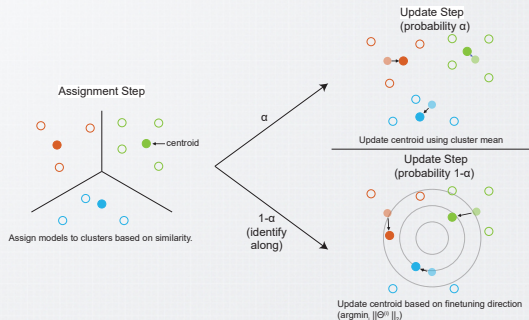 Assignment Step
centroid
Assign models to clusters based on similarity.
α
1-α
(identify
along)
Update Step
(probability α)
Update centroid using cluster mean
Update Step
(probability 1-α)
Update centroid based on finetuning direction